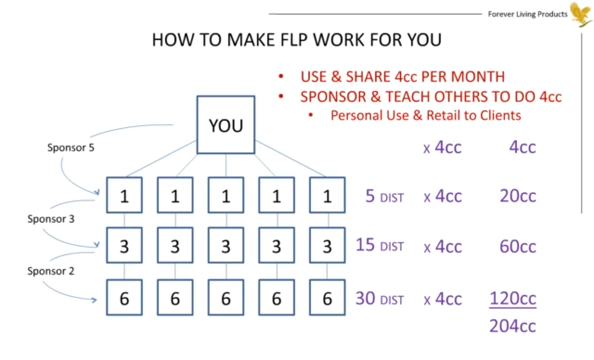 Forever Living Products
HOW TO MAKE FLP WORK FOR YOU
• USE & SHARE 4cc PER MONTH
• SPONSOR & TEACH OTHERS TO DO 4cc
• Personal Use & Retail to Clients
YOU
x 4cc 4cc
Sponsor 5
1 1 1 1 1 5 DIST x 4cc 20cc
Sponsor 3
3 3 3 3 3 15 DIST x 4cc 60cc
Sponsor 2
6 6 6 6 6 30 DIST x 4cc 120cc
204cc